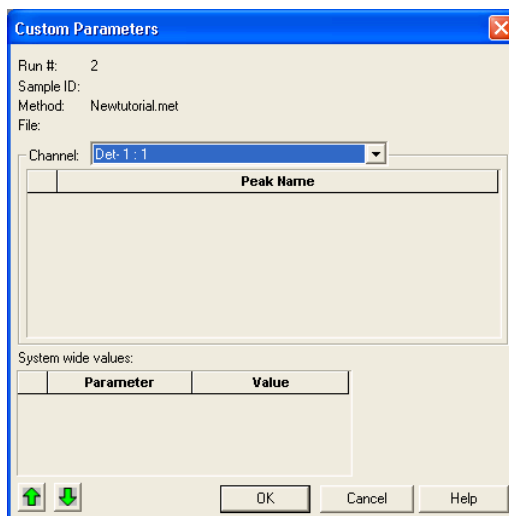 Custom Parameters
Run #: 2
Sample ID:
Method: Newtutorial.met
File:
Channel: Det- 1 : 1
Peak Name
System wide values:
Parameter Value
OK Cancel Help